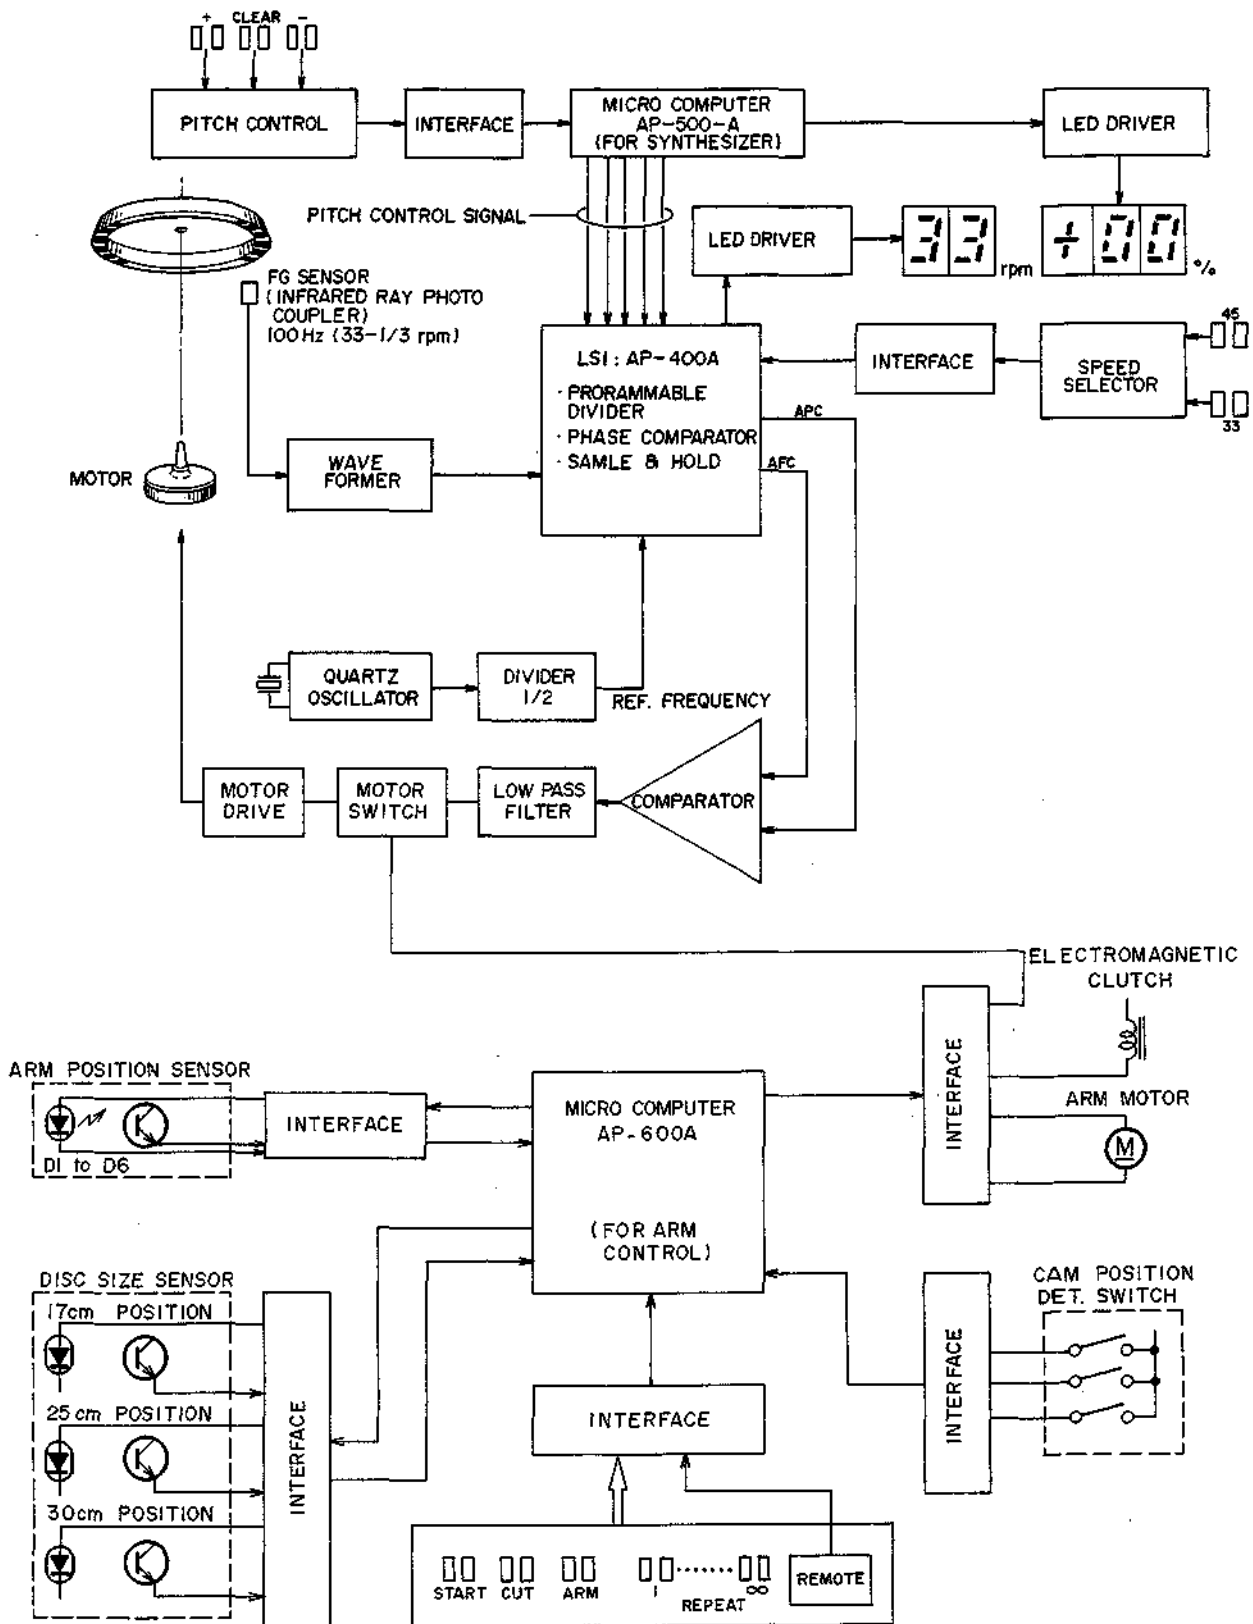 + CLEAR -
PITCH CONTROL
INTERFACE
MICRO COMPUTER
AP-500-A
(FOR SYNTHESIZER)
LED DRIVER
PITCH CONTROL SIGNAL
LED DRIVER
33
rpm
+00
%
FG SENSOR
(INFRARED RAY PHOTO
COUPLER)
100Hz (33-1/3 rpm)
LSI: AP-400A
· PRORAMMABLE
DIVIDER
· PHASE COMPARATOR
· SAMLE & HOLD
INTERFACE
SPEED
SELECTOR
45
33
APC
AFC
MOTOR
WAVE
FORMER
QUARTZ
OSCILLATOR
DIVIDER
1/2
REF. FREQUENCY
MOTOR
DRIVE
MOTOR
SWITCH
LOW PASS
FILTER
COMPARATOR
ELECTROMAGNETIC
CLUTCH
INTERFACE
ARM MOTOR
M
ARM POSITION SENSOR
D1 to D6
INTERFACE
MICRO COMPUTER
AP-600A
(FOR ARM
CONTROL)
DISC SIZE SENSOR
17cm POSITION
25cm POSITION
30cm POSITION
INTERFACE
INTERFACE
CAM POSITION
DET. SWITCH
INTERFACE
START CUT ARM 1 ....... ∞
REPEAT
REMOTE